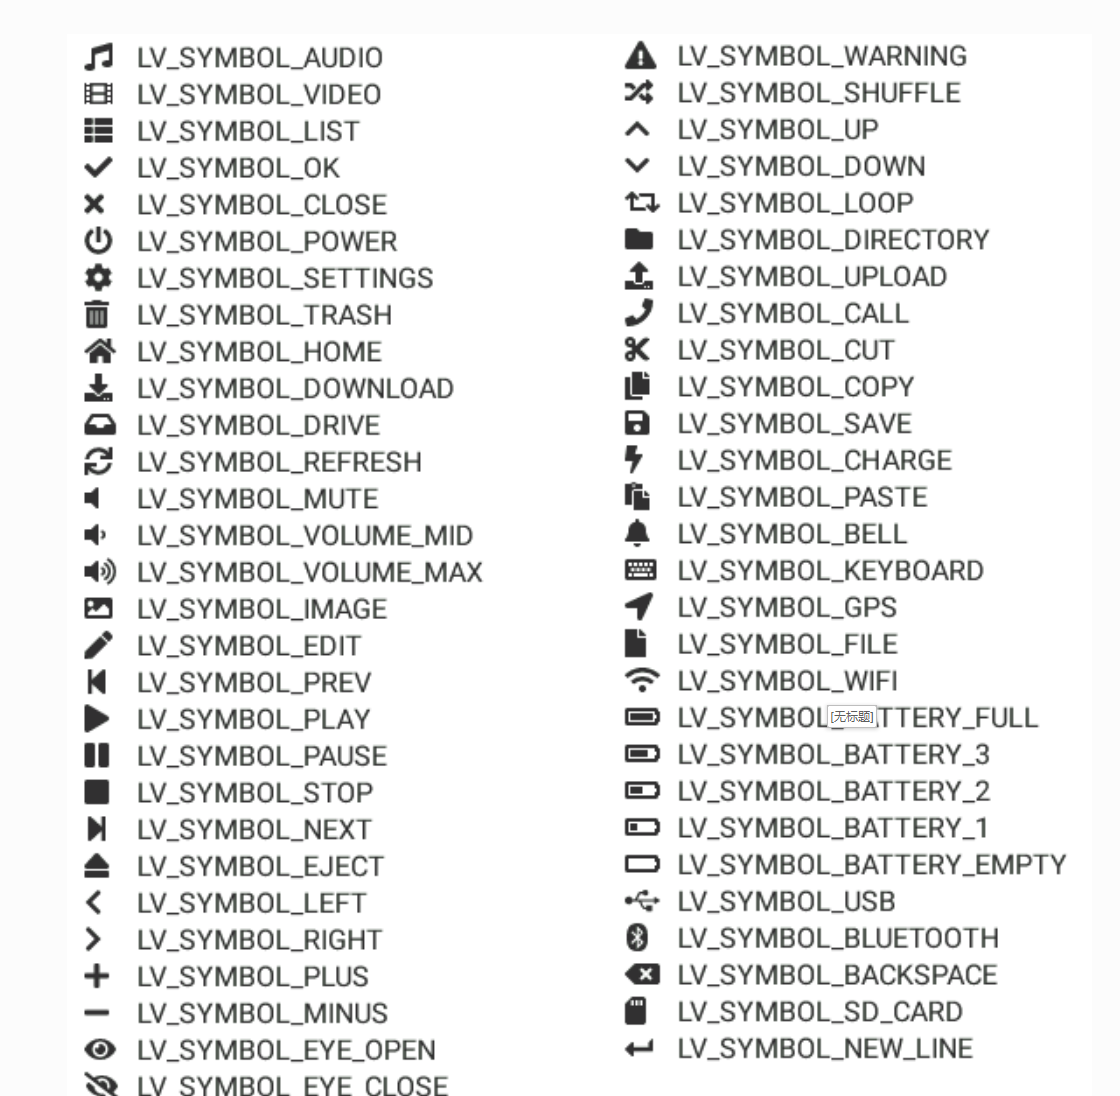 LV_SYMBOL_AUDIO
LV_SYMBOL_VIDEO
LV_SYMBOL_LIST
LV_SYMBOL_OK
LV_SYMBOL_CLOSE
LV_SYMBOL_POWER
LV_SYMBOL_SETTINGS
LV_SYMBOL_TRASH
LV_SYMBOL_HOME
LV_SYMBOL_DOWNLOAD
LV_SYMBOL_DRIVE
LV_SYMBOL_REFRESH
LV_SYMBOL_MUTE
LV_SYMBOL_VOLUME_MID
LV_SYMBOL_VOLUME_MAX
LV_SYMBOL_IMAGE
LV_SYMBOL_EDIT
LV_SYMBOL_PREV
LV_SYMBOL_PLAY
LV_SYMBOL_PAUSE
LV_SYMBOL_STOP
LV_SYMBOL_NEXT
LV_SYMBOL_EJECT
LV_SYMBOL_LEFT
LV_SYMBOL_RIGHT
LV_SYMBOL_PLUS
LV_SYMBOL_MINUS
LV_SYMBOL_EYE_OPEN
LV_SYMBOL_EYE_CLOSE
LV_SYMBOL_WARNING
LV_SYMBOL_SHUFFLE
LV_SYMBOL_UP
LV_SYMBOL_DOWN
LV_SYMBOL_LOOP
LV_SYMBOL_DIRECTORY
LV_SYMBOL_UPLOAD
LV_SYMBOL_CALL
LV_SYMBOL_CUT
LV_SYMBOL_COPY
LV_SYMBOL_SAVE
LV_SYMBOL_CHARGE
LV_SYMBOL_PASTE
LV_SYMBOL_BELL
LV_SYMBOL_KEYBOARD
LV_SYMBOL_GPS
LV_SYMBOL_FILE
LV_SYMBOL_WIFI
LV_SYMBOL[无标题]TTERY_FULL
LV_SYMBOL_BATTERY_3
LV_SYMBOL_BATTERY_2
LV_SYMBOL_BATTERY_1
LV_SYMBOL_BATTERY_EMPTY
LV_SYMBOL_USB
LV_SYMBOL_BLUETOOTH
LV_SYMBOL_BACKSPACE
LV_SYMBOL_SD_CARD
LV_SYMBOL_NEW_LINE